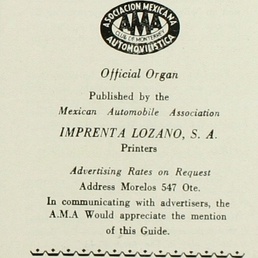 ASOCIACION MEXICANA
AMA
CLUB DE MONTERREY
AUTOMOVILISTICA
Official Organ
Published by the
Mexican Automobile Association
IMPRENTA LOZANO, S. A.
Printers
Advertising Rates on Request
Address Morelos 547 Ote.
In communicating with advertisers, the
A.M.A Would appreciate the mention
of this Guide.